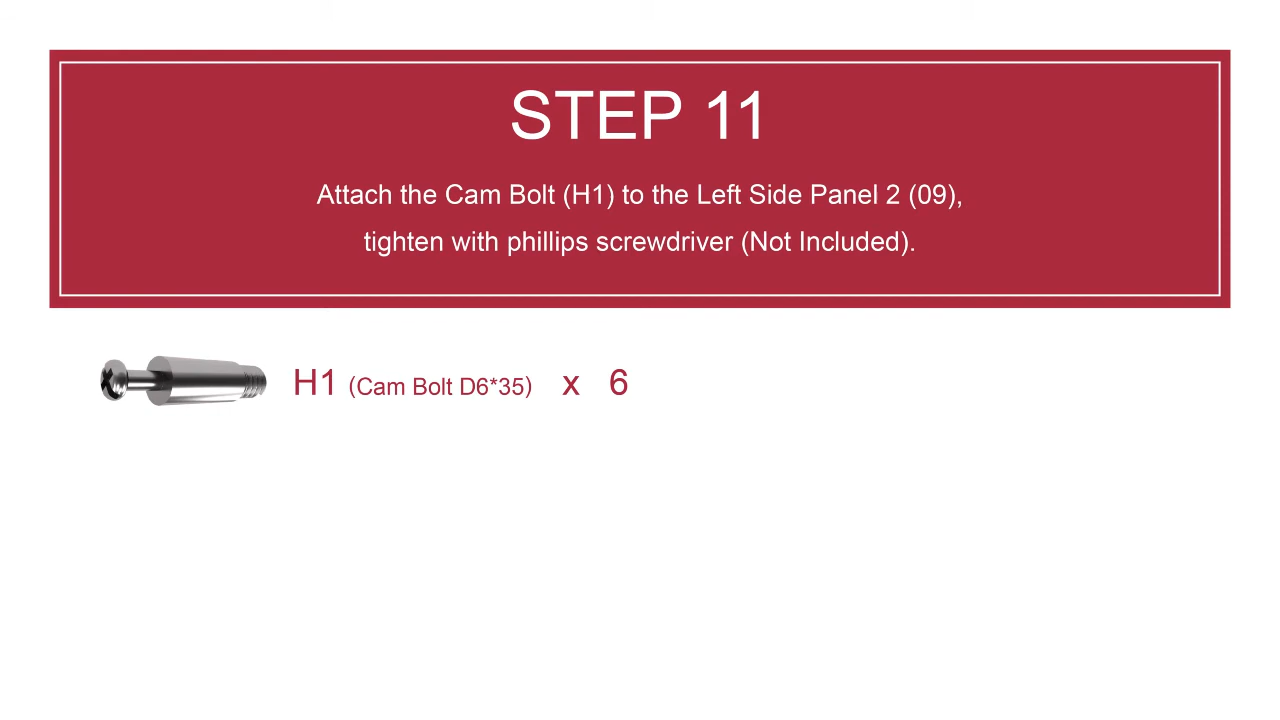 STEP 11
Attach the Cam Bolt (H1) to the Left Side Panel 2 (09),
tighten with phillips screwdriver (Not Included).
H1 (Cam Bolt D6*35) x 6